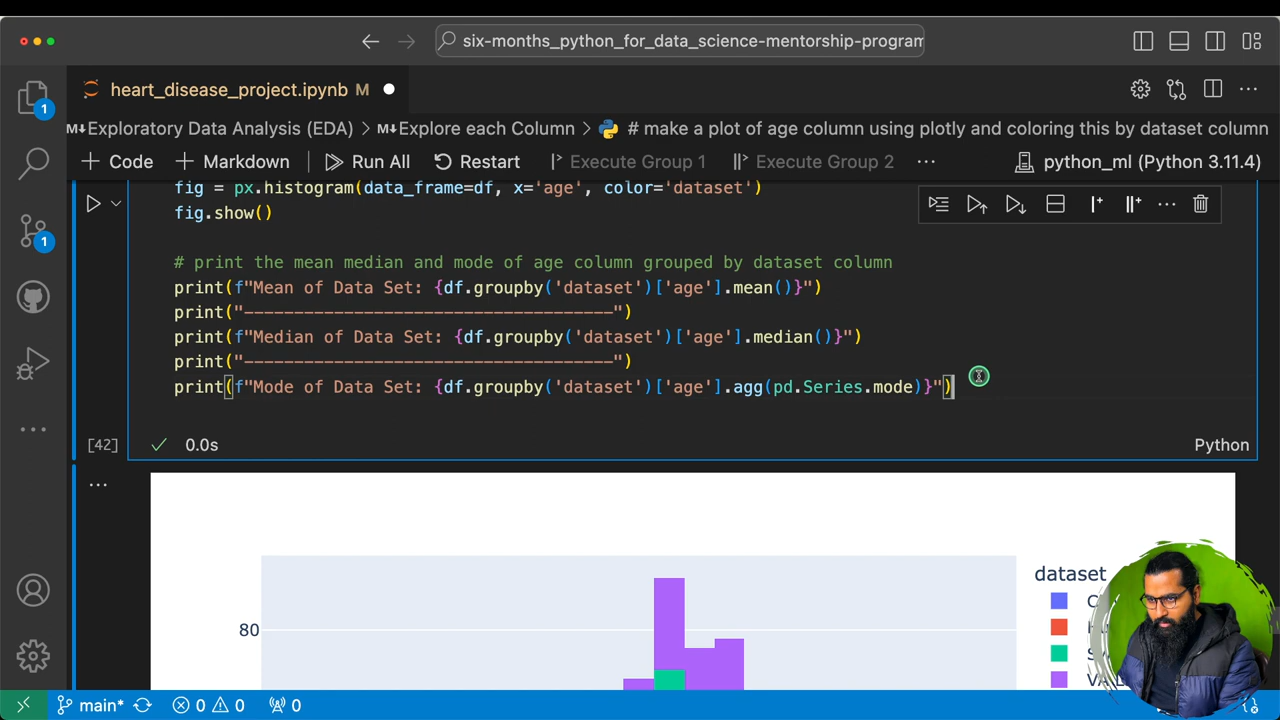 six-months_python_for_data_science-mentorship-program
heart_disease_project.ipynb M
Exploratory Data Analysis (EDA) > Explore each Column > # make a plot of age column using plotly and coloring this by dataset column
+ Code + Markdown Run All Restart Execute Group 1 Execute Group 2 ... python_ml (Python 3.11.4)
fig = px.histogram(data_frame=df, x='age', color='dataset')
fig.show()
# print the mean median and mode of age column grouped by dataset column
print(f"Mean of Data Set: {df.groupby('dataset')['age'].mean()}")
print("-------------------------------------")
print(f"Median of Data Set: {df.groupby('dataset')['age'].median()}")
print("-------------------------------------")
print(f"Mode of Data Set: {df.groupby('dataset')['age'].agg(pd.Series.mode)}")
[42] 0.0s Python
dataset
80
main* 0 0 0
1
1